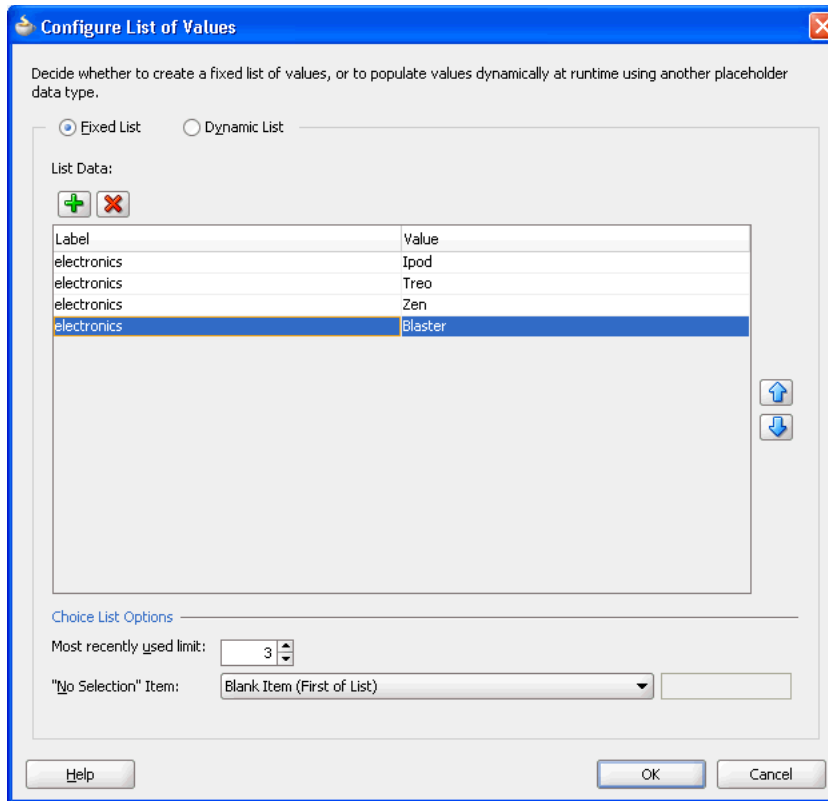 Configure List of Values
Decide whether to create a fixed list of values, or to populate values dynamically at runtime using another placeholder
data type.
Fixed List Dynamic List
List Data:
Label Value
electronics Ipod
electronics Treo
electronics Zen
electronics Blaster
Choice List Options
Most recently used limit: 3
"No Selection" Item: Blank Item (First of List)
Help OK Cancel